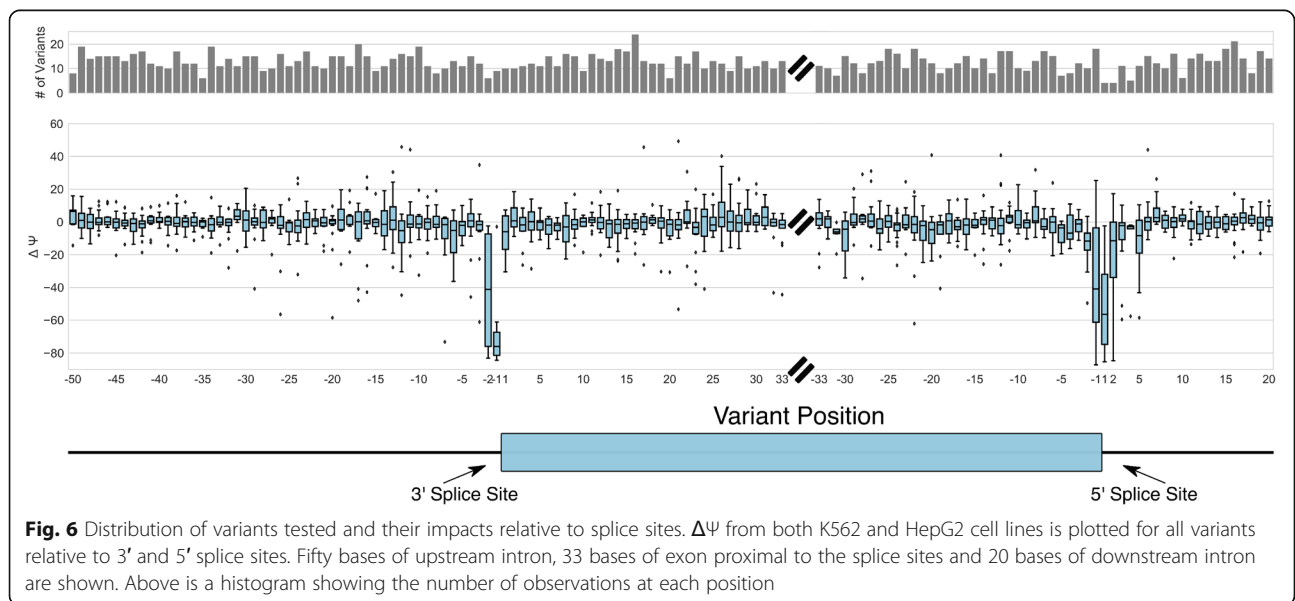 # of Variants
20
10
0
ΔΨ
60
40
20
0
−20
−40
−60
−80
-50 -45 -40 -35 -30 -25 -20 -15 -10 -5 -2-11 5 10 15 20 25 30 33 -33 -30 -25 -20 -15 -10 -5 -11 2 5 10 15 20
Variant Position
3' Splice Site
5' Splice Site
Fig. 6 Distribution of variants tested and their impacts relative to splice sites. ΔΨ from both K562 and HepG2 cell lines is plotted for all variants
relative to 3′ and 5′ splice sites. Fifty bases of upstream intron, 33 bases of exon proximal to the splice sites and 20 bases of downstream intron
are shown. Above is a histogram showing the number of observations at each position